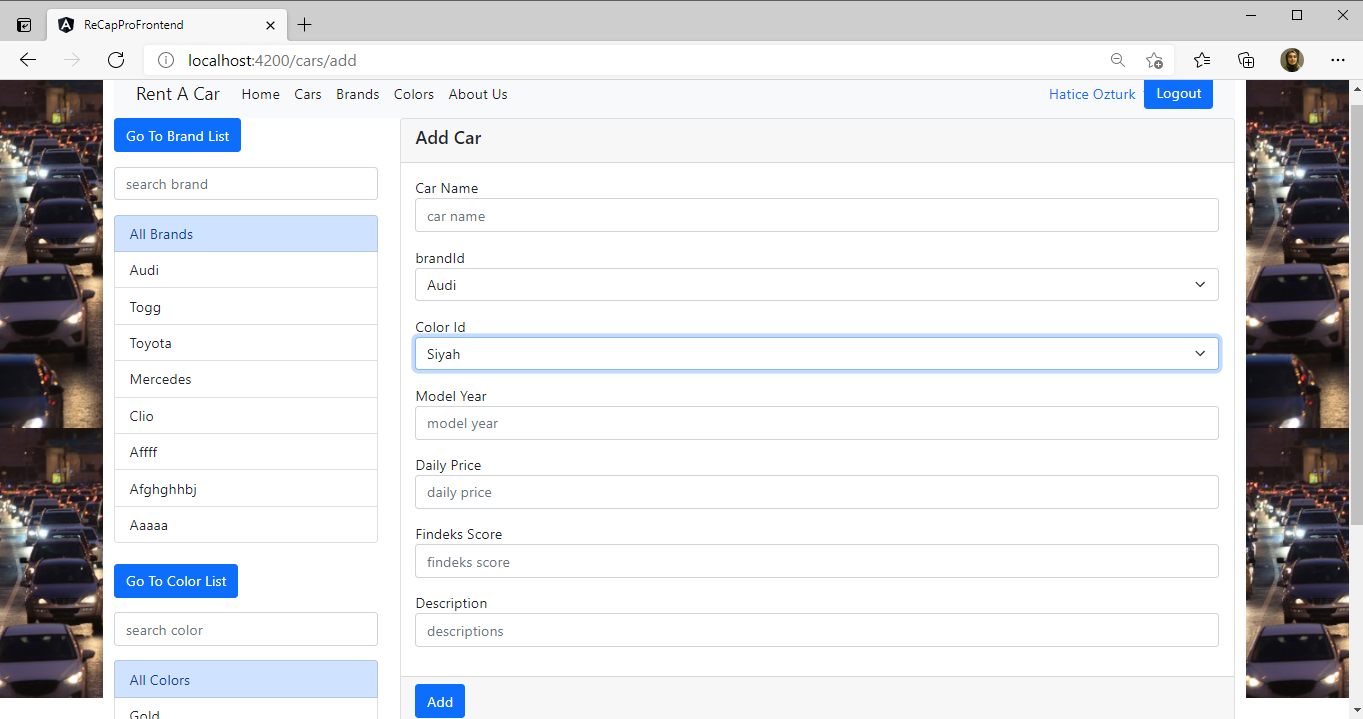 ReCapProFrontend
localhost:4200/cars/add
Rent A Car Home Cars Brands Colors About Us Hatice Ozturk Logout
Go To Brand List
search brand
All Brands
Audi
Togg
Toyota
Mercedes
Clio
Affff
Afghghhbj
Aaaaa
Go To Color List
search color
All Colors
Gold
Add Car
Car Name
car name
brandId
Audi
Color Id
Siyah
Model Year
model year
Daily Price
daily price
Findeks Score
findeks score
Description
descriptions
Add